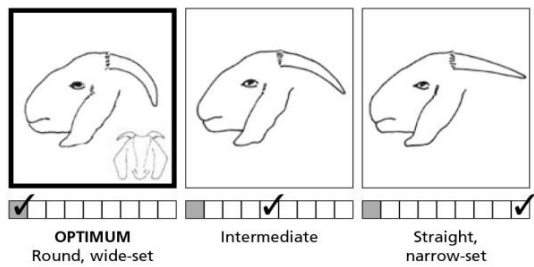 OPTIMUM
Round, wide-set
Intermediate
Straight,
narrow-set